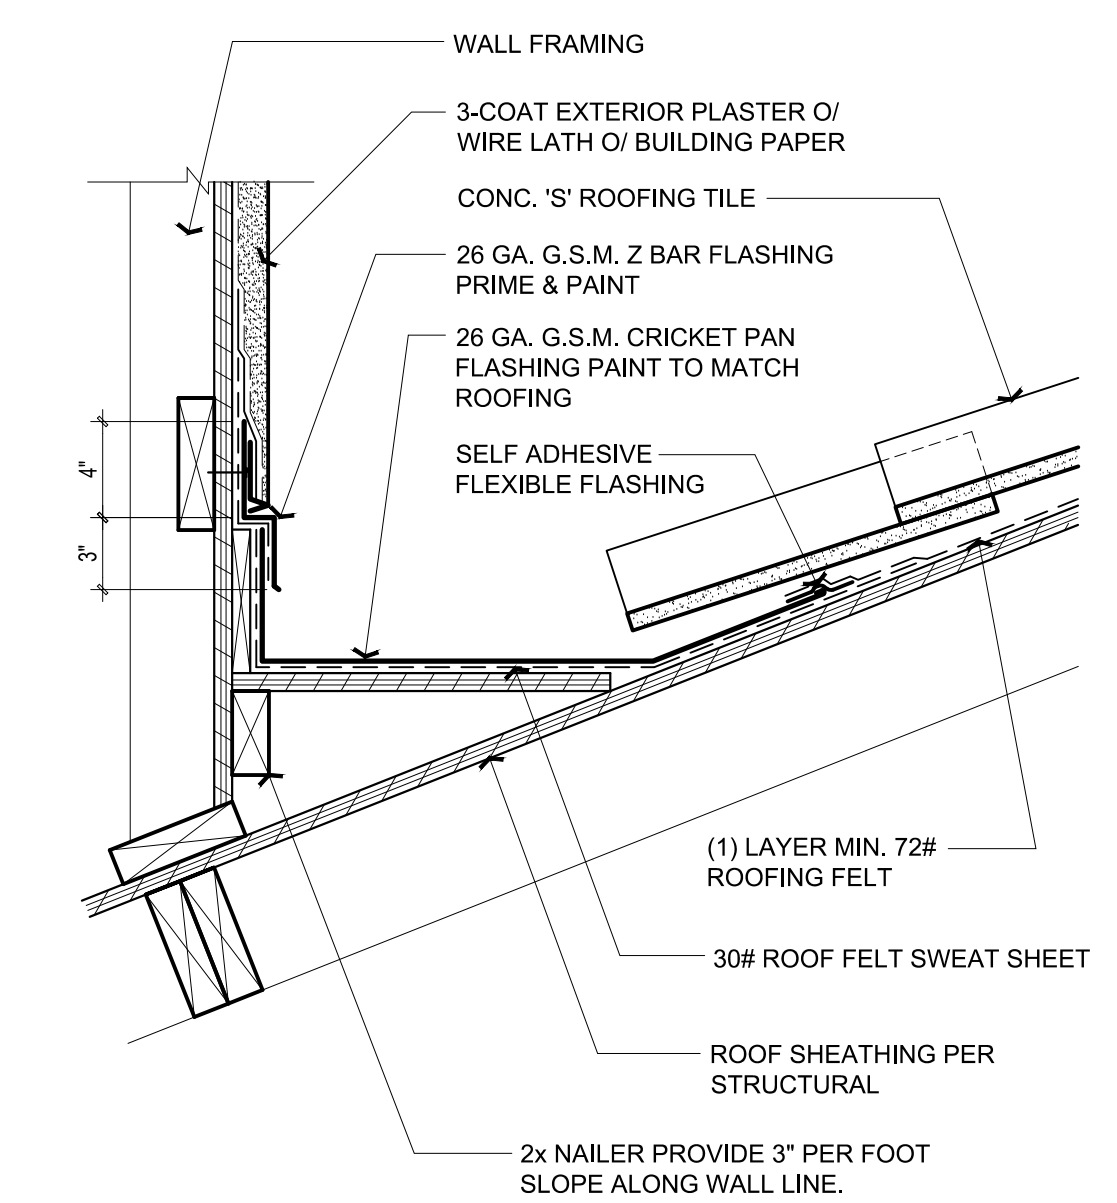 WALL FRAMING
3-COAT EXTERIOR PLASTER O/
WIRE LATH O/ BUILDING PAPER
CONC. 'S' ROOFING TILE
26 GA. G.S.M. Z BAR FLASHING
PRIME & PAINT
26 GA. G.S.M. CRICKET PAN
FLASHING PAINT TO MATCH
ROOFING
SELF ADHESIVE
FLEXIBLE FLASHING
4"
3"
(1) LAYER MIN. 72#
ROOFING FELT
30# ROOF FELT SWEAT SHEET
ROOF SHEATHING PER
STRUCTURAL
2x NAILER PROVIDE 3" PER FOOT
SLOPE ALONG WALL LINE.